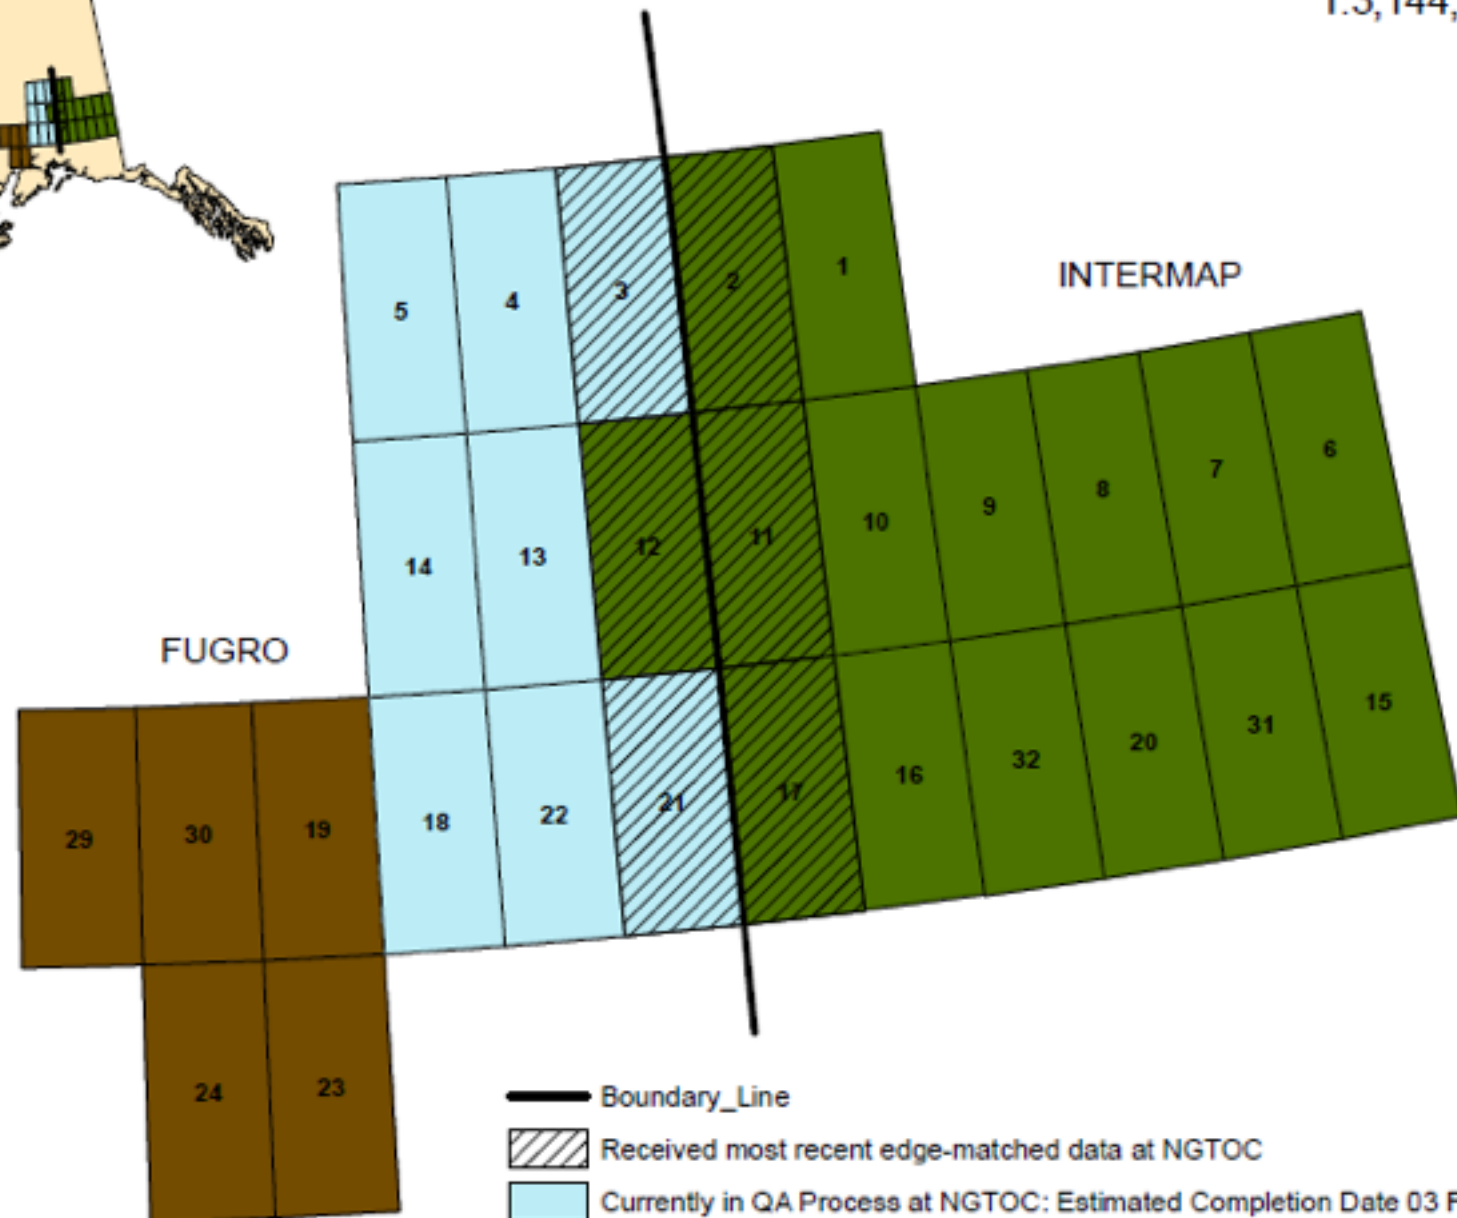 INTERMAP
5 4 3 2 1
14 13 12 11 10 9 8 7 6
FUGRO
29 30 19 18 22 21 17 16 32 20 31 15
24 23
Boundary_Line
Received most recent edge-matched data at NGTOC
Currently in QA Process at NGTOC: Estimated Completion Date 03